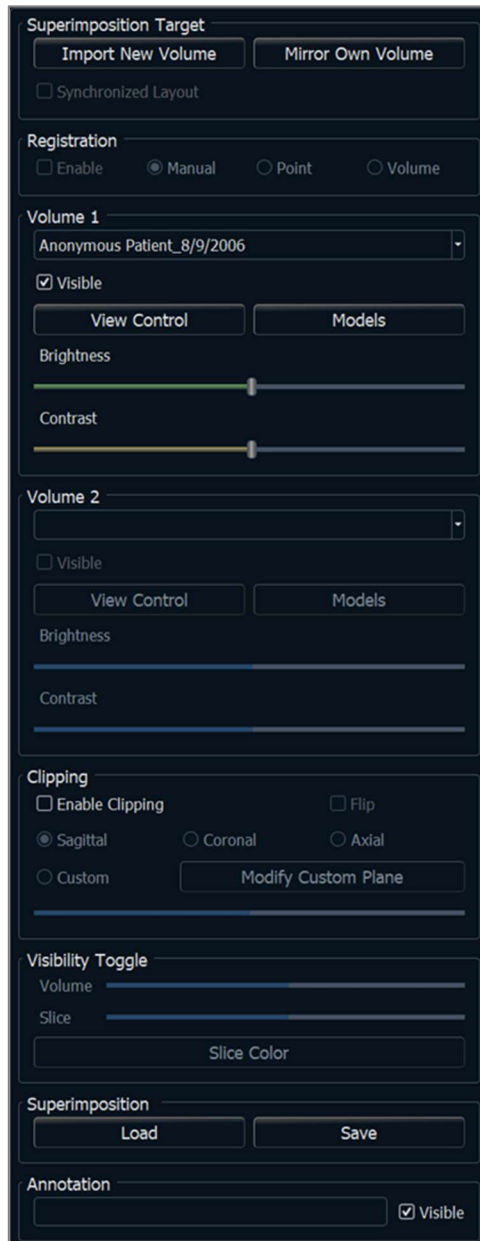 Superimposition Target
Import New Volume Mirror Own Volume
Synchronized Layout
Registration
Enable Manual Point Volume
Volume 1
Anonymous Patient_8/9/2006
Visible
View Control Models
Brightness
Contrast
Volume 2
Visible
View Control Models
Brightness
Contrast
Clipping
Enable Clipping Flip
Sagittal Coronal Axial
Custom Modify Custom Plane
Visibility Toggle
Volume
Slice
Slice Color
Superimposition
Load Save
Annotation
Visible